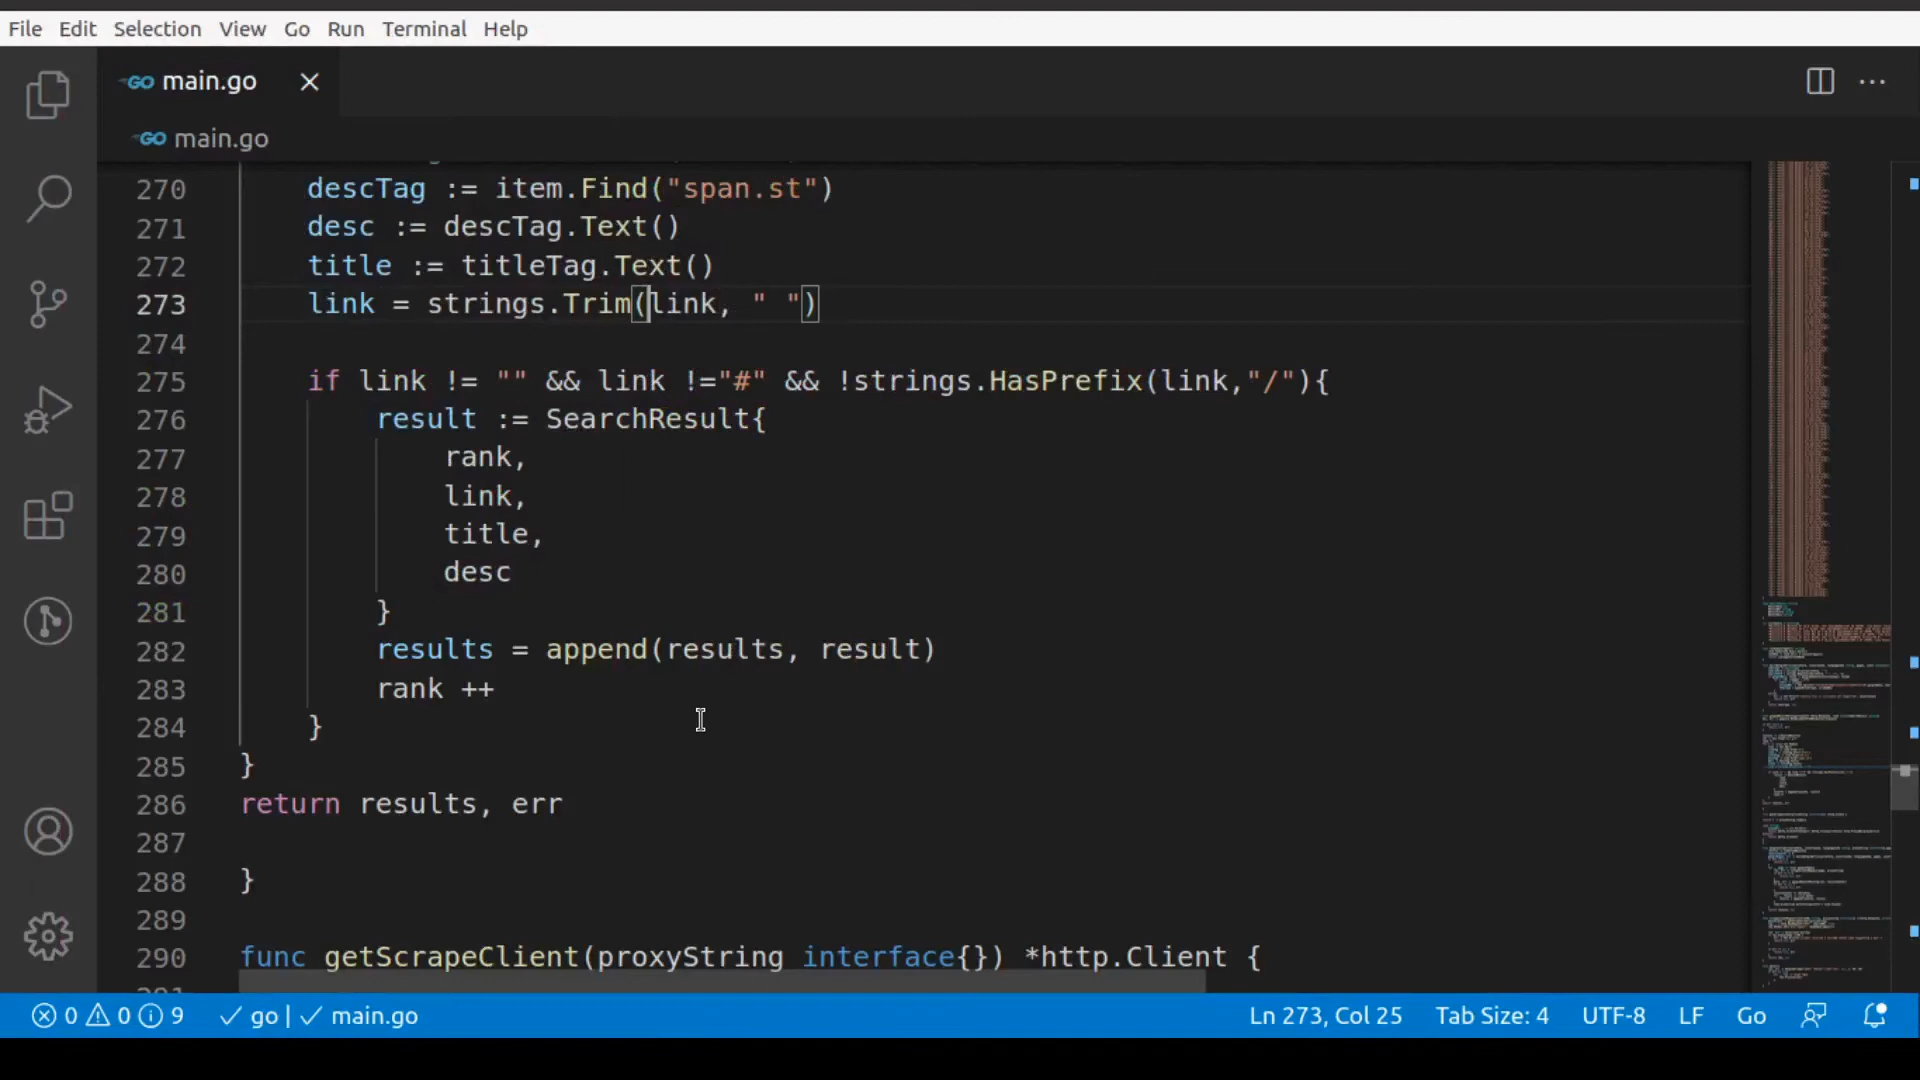 File Edit Selection View Go Run Terminal Help
GO main.go
GO main.go
270 descTag := item.Find("span.st")
271 desc := descTag.Text()
272 title := titleTag.Text()
273 link = strings.Trim(link, " ")
274
275 if link != "" && link !="#" && !strings.HasPrefix(link,"/"){
276 result := SearchResult{
277 rank,
278 link,
279 title,
280 desc
281 }
282 results = append(results, result)
283 rank ++
284 }
285 }
286 return results, err
287
288 }
289
290 func getScrapeClient(proxyString interface{}) *http.Client {
0 0 9 go | main.go Ln 273, Col 25 Tab Size: 4 UTF-8 LF Go